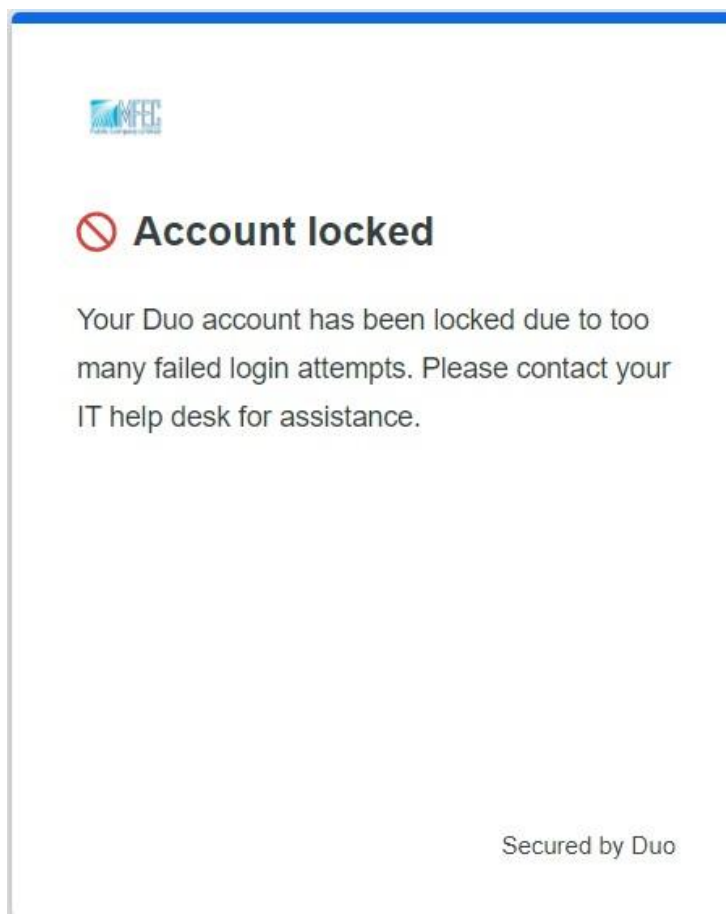 MFEC
Account locked
Your Duo account has been locked due to too
many failed login attempts. Please contact your
IT help desk for assistance.
Secured by Duo